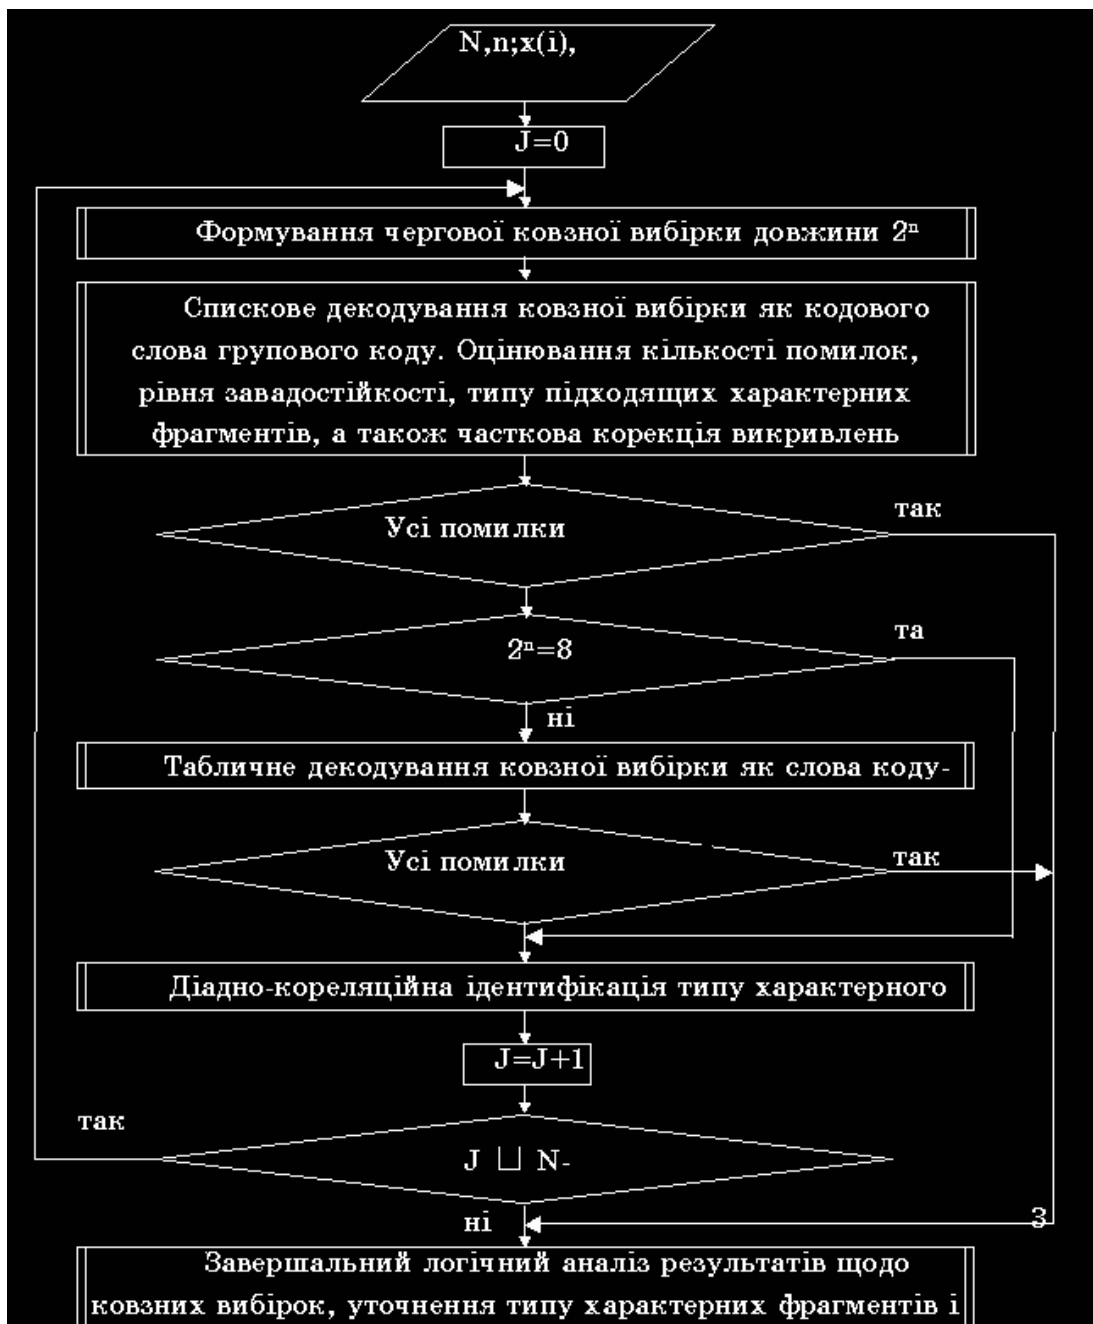 N,n;x(i),
J=0
Формування чергової ковзної вибірки довжини 2ⁿ
Спискове декодування ковзної вибірки як кодового
слова групового коду. Оцінювання кількості помилок,
рівня завадостійкості, типу підходящих характерних
фрагментів, а також часткова корекція викривлень
так
Усі помилки
та
2ⁿ=8
ні
Табличне декодування ковзної вибірки як слова коду-
Усі помилки
так
Діадно-кореляційна ідентифікація типу характерного
J=J+1
так
J ⊔ N-
ні
3
Завершальний логічний аналіз результатів щодо
ковзних вибірок, уточнення типу характерних фрагментів і